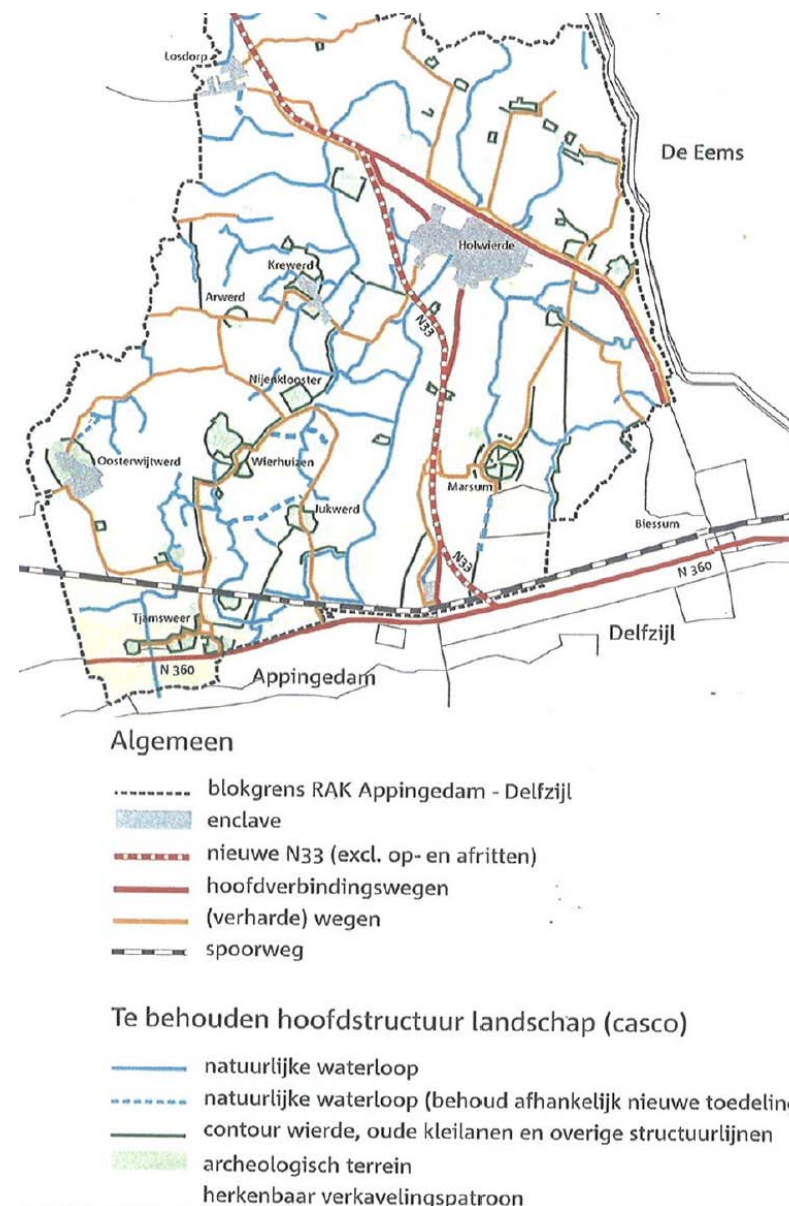 Losdorp
De Eems
Holwierde
Krewerd
Arwerd
N33
Nijenklooster
Oosterwijtwerd
Wierhuizen
Marsum
Jukwerd
Biessum
N33
N 360
Tjamsweer
Delfzijl
N 360
Appingedam
Algemeen
blokgrens RAK Appingedam - Delfzijl
enclave
nieuwe N33 (excl. op- en afritten)
hoofdverbindingswegen
(verharde) wegen
spoorweg
Te behouden hoofdstructuur landschap (casco)
natuurlijke waterloop
natuurlijke waterloop (behoud afhankelijk nieuwe toedeling
contour wierde, oude kleilanen en overige structuurlijnen
archeologisch terrein
herkenbaar verkavelingspatroon